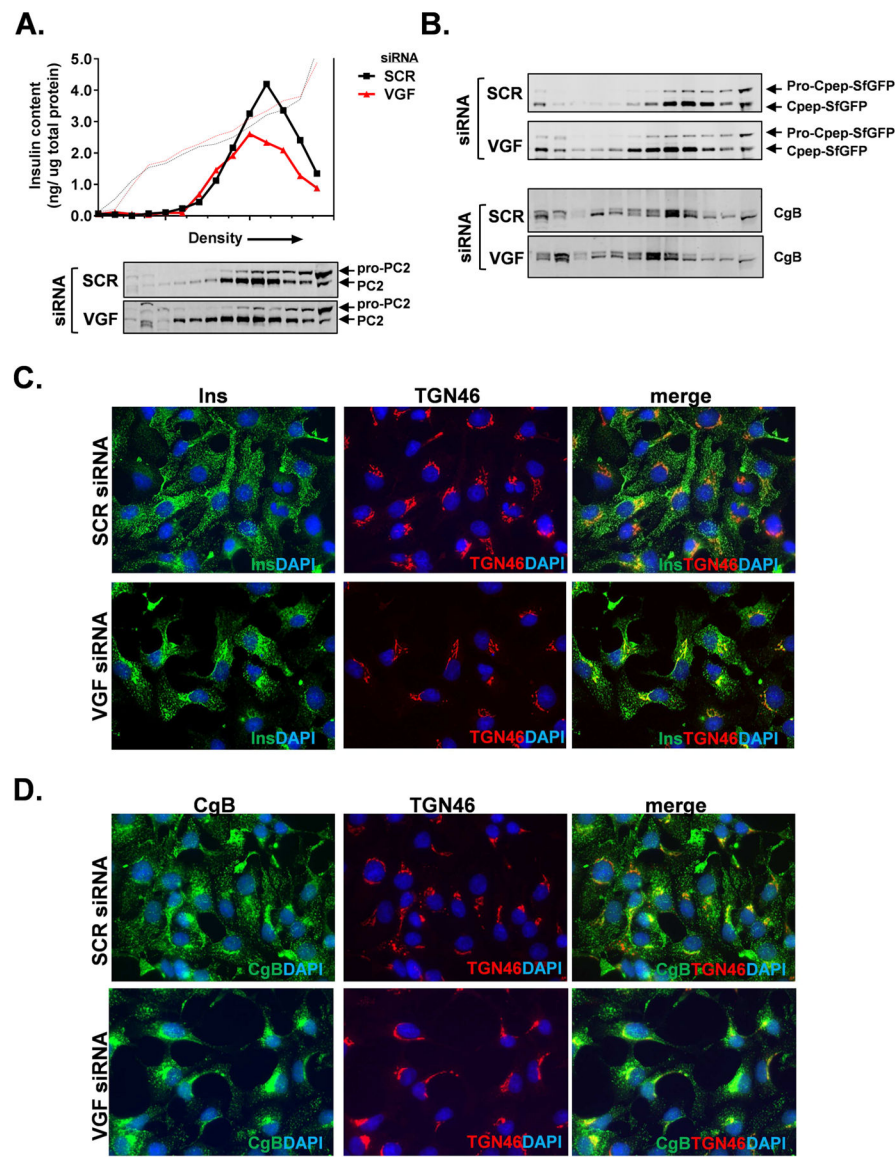 A.
siRNA
SCR
VGF
Insulin content
(ng/ ug total protein)
5.0
4.0
3.0
2.0
1.0
0.0
Density
siRNA
SCR
pro-PC2
PC2
VGF
pro-PC2
PC2
B.
siRNA
SCR
Pro-Cpep-SfGFP
Cpep-SfGFP
VGF
Pro-Cpep-SfGFP
Cpep-SfGFP
siRNA
SCR
CgB
VGF
CgB
C.
Ins
TGN46
merge
SCR siRNA
InsDAPI
TGN46DAPI
InsTGN46DAPI
VGF siRNA
InsDAPI
TGN46DAPI
InsTGN46DAPI
D.
CgB
TGN46
merge
SCR siRNA
CgBDAPI
TGN46DAPI
CgBTGN46DAPI
VGF siRNA
CgBDAPI
TGN46DAPI
CgBTGN46DAPI